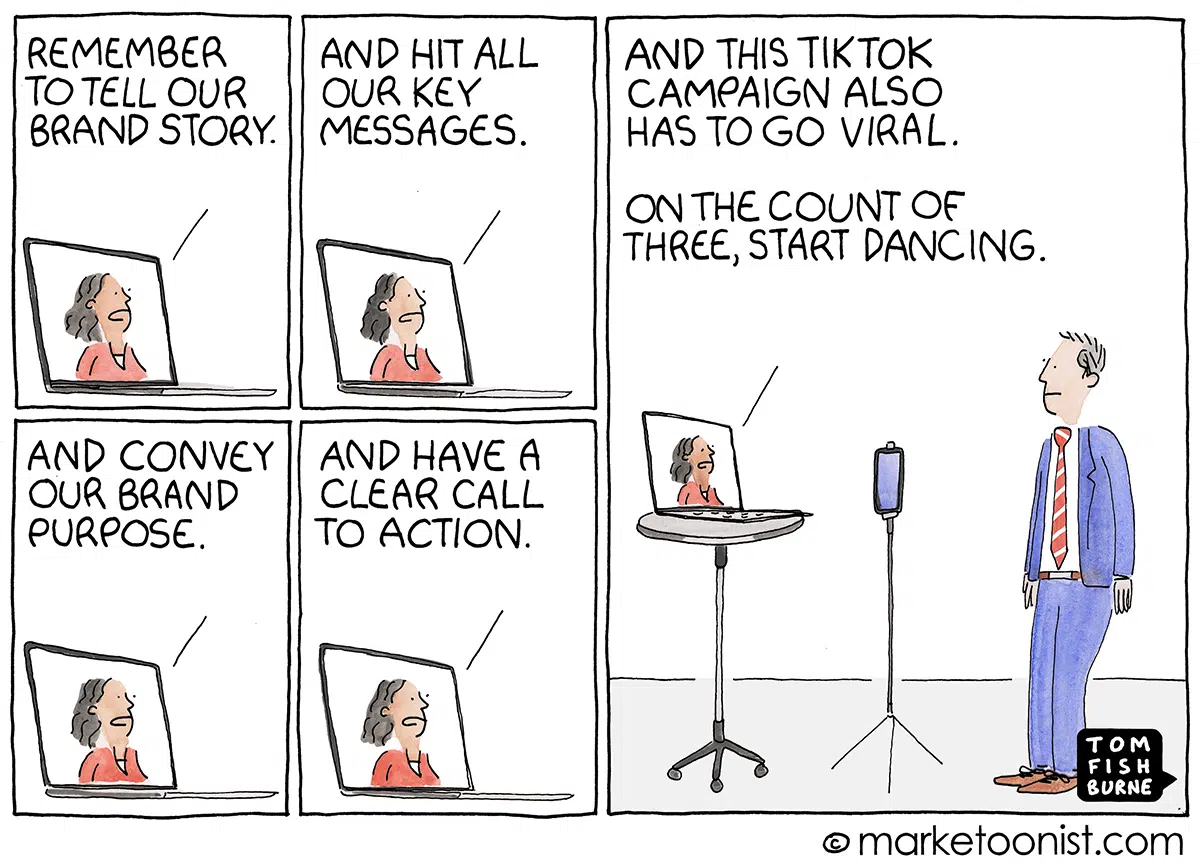 REMEMBER
TO TELL OUR
BRAND STORY.
AND HIT ALL
OUR KEY
MESSAGES.
AND CONVEY
OUR BRAND
PURPOSE.
AND HAVE A
CLEAR CALL
TO ACTION.
AND THIS TIKTOK
CAMPAIGN ALSO
HAS TO GO VIRAL.
ON THE COUNT OF
THREE, START DANCING.
TOM
FISH
BURNE
© marketoonist.com